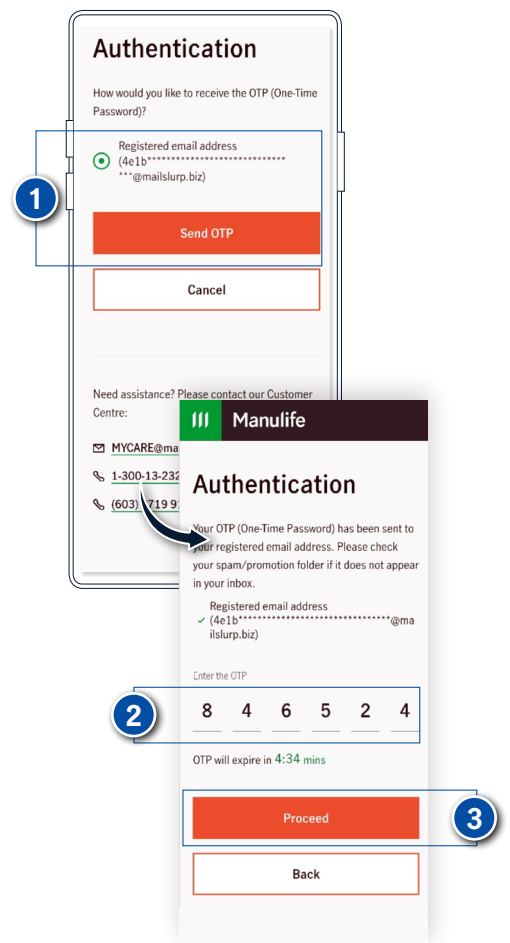 Authentication
How would you like to receive the OTP (One-Time
Password)?
Registered email address
(4e1b*****************************
***@mailslurp.biz)
1
Send OTP
Cancel
Need assistance? Please contact our Customer
Centre:
MYCARE@ma
1-300-13-232
(603) 719 9
Manulife
Authentication
Your OTP (One-Time Password) has been sent to
your registered email address. Please check
your spam/promotion folder if it does not appear
in your inbox.
Registered email address
(4e1b********************************@ma
ilslurp.biz)
Enter the OTP
2
8 4 6 5 2 4
OTP will expire in 4:34 mins
Proceed
3
Back